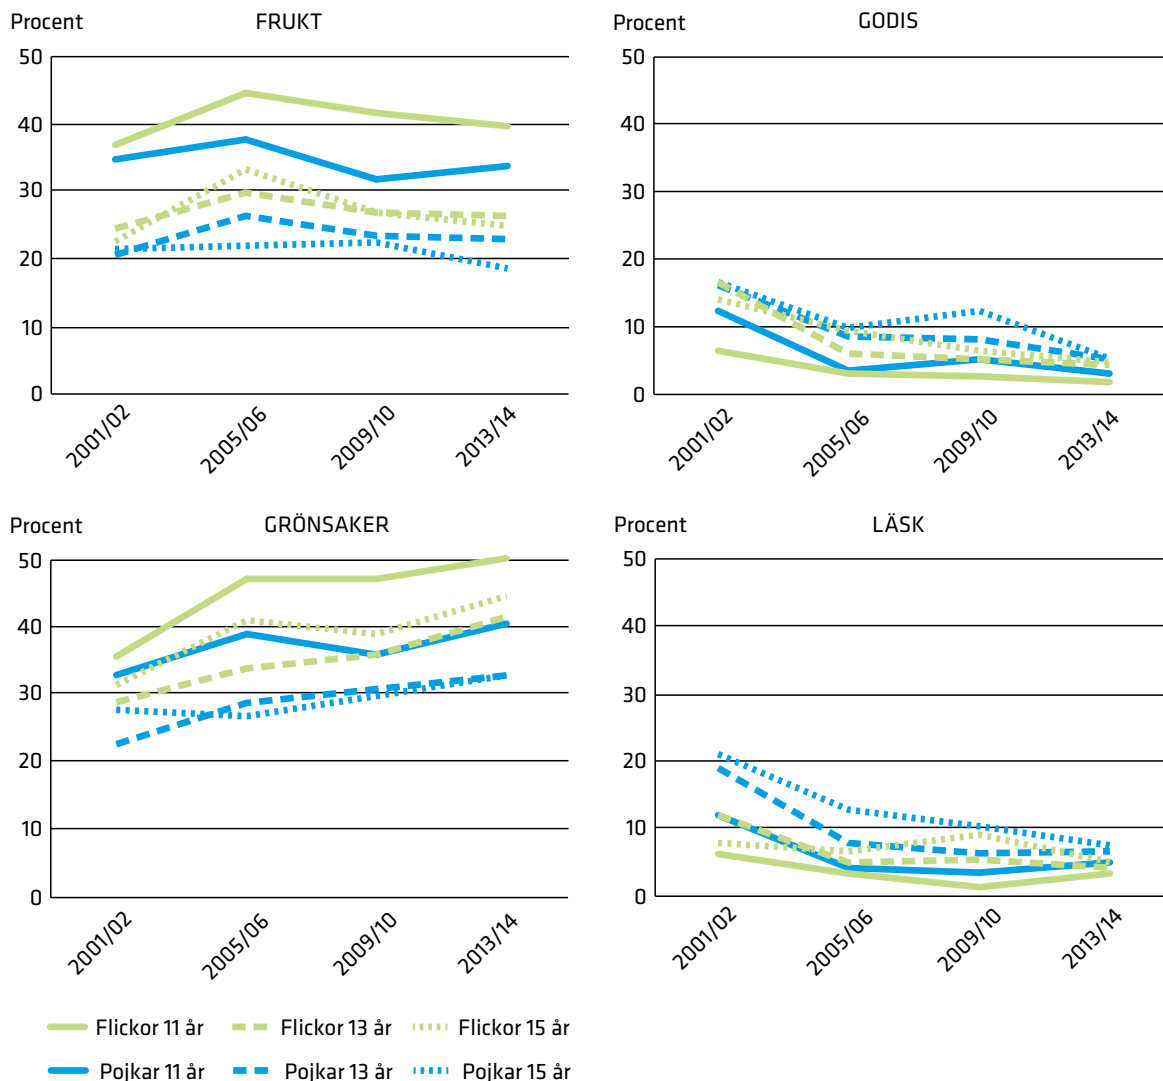 Procent
FRUKT
50
40
30
20
10
0
2001/02
2005/06
2009/10
2013/14
Procent
GODIS
50
40
30
20
10
0
2001/02
2005/06
2009/10
2013/14
Procent
GRÖNSAKER
50
40
30
20
10
0
2001/02
2005/06
2009/10
2013/14
Procent
LÄSK
50
40
30
20
10
0
2001/02
2005/06
2009/10
2013/14
Flickor 11 år
Flickor 13 år
Flickor 15 år
Pojkar 11 år
Pojkar 13 år
Pojkar 15 år